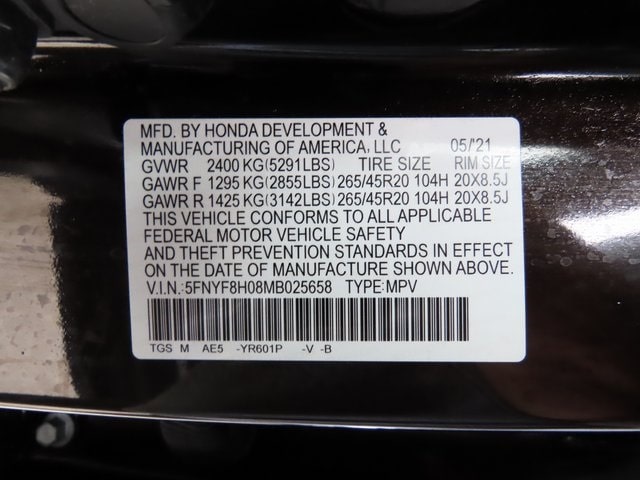 MFD. BY HONDA DEVELOPMENT &
MANUFACTURING OF AMERICA, LLC 05/21
GVWR 2400 KG(5291LBS) TIRE SIZE RIM SIZE
GAWR F 1295 KG(2855LBS) 265/45R20 104H 20X8.5J
GAWR R 1425 KG(3142LBS) 265/45R20 104H 20X8.5J
THIS VEHICLE CONFORMS TO ALL APPLICABLE
FEDERAL MOTOR VEHICLE SAFETY
AND THEFT PREVENTION STANDARDS IN EFFECT
ON THE DATE OF MANUFACTURE SHOWN ABOVE.
V.I.N.:5FNYF8H08MB025658 TYPE:MPV
TGS M AE5 -YR601P -V -B